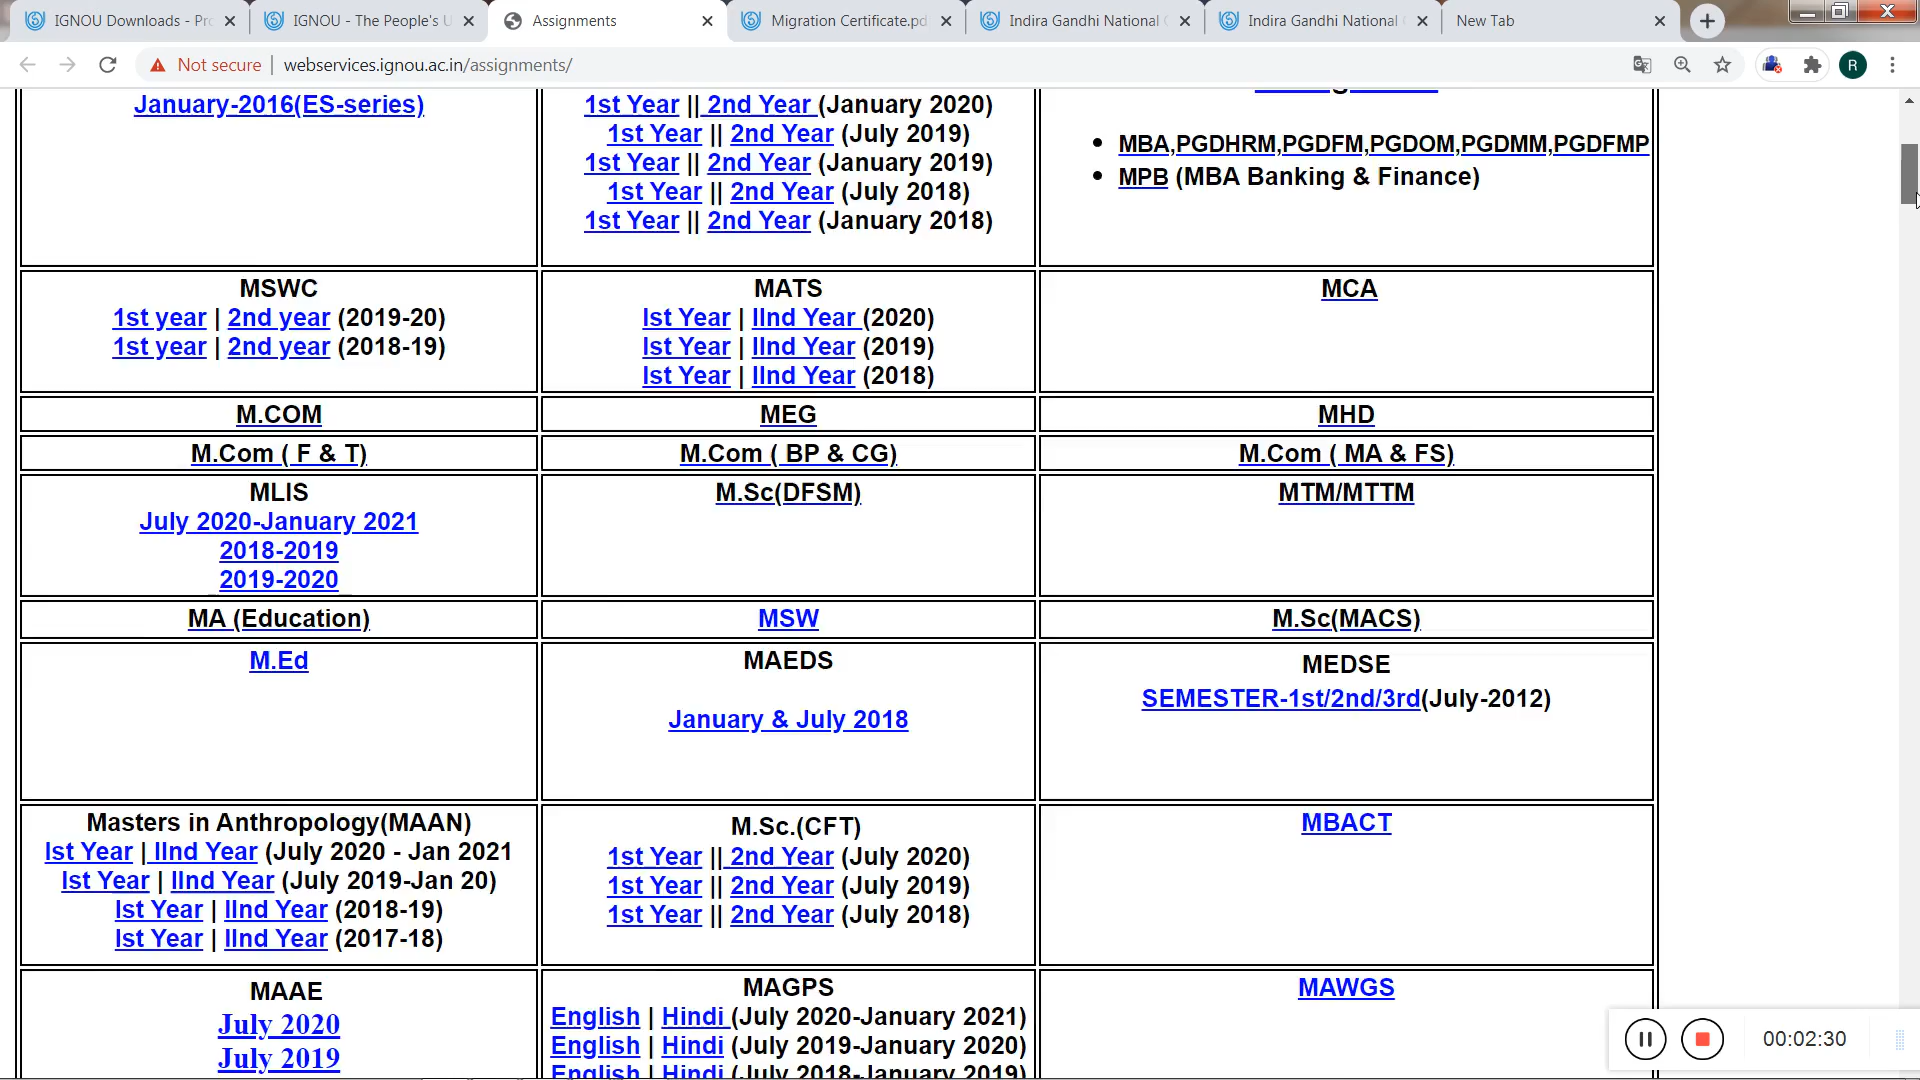 IGNOU Downloads - Pr
IGNOU - The People's U
Assignments
Migration Certificate.pd
Indira Gandhi National
Indira Gandhi National
New Tab
Not secure | webservices.ignou.ac.in/assignments/
R
January-2016(ES-series)
1st Year || 2nd Year (January 2020)
1st Year || 2nd Year (July 2019)
1st Year || 2nd Year (January 2019)
1st Year || 2nd Year (July 2018)
1st Year || 2nd Year (January 2018)
• MBA,PGDHRM,PGDFM,PGDOM,PGDMM,PGDFMP
• MPB (MBA Banking & Finance)
MSWC
1st year | 2nd year (2019-20)
1st year | 2nd year (2018-19)
MATS
Ist Year | IInd Year (2020)
Ist Year | IInd Year (2019)
Ist Year | IInd Year (2018)
MCA
M.COM
MEG
MHD
M.Com ( F & T)
M.Com ( BP & CG)
M.Com ( MA & FS)
MLIS
July 2020-January 2021
2018-2019
2019-2020
M.Sc(DFSM)
MTM/MTTM
MA (Education)
MSW
M.Sc(MACS)
M.Ed
MAEDS
January & July 2018
MEDSE
SEMESTER-1st/2nd/3rd(July-2012)
Masters in Anthropology(MAAN)
Ist Year | IInd Year (July 2020 - Jan 2021
Ist Year | IInd Year (July 2019-Jan 20)
Ist Year | IInd Year (2018-19)
Ist Year | IInd Year (2017-18)
M.Sc.(CFT)
1st Year || 2nd Year (July 2020)
1st Year || 2nd Year (July 2019)
1st Year || 2nd Year (July 2018)
MBACT
MAAE
July 2020
July 2019
MAGPS
English | Hindi (July 2020-January 2021)
English | Hindi (July 2019-January 2020)
English | Hindi (July 2018-January 2019)
MAWGS
00:02:30